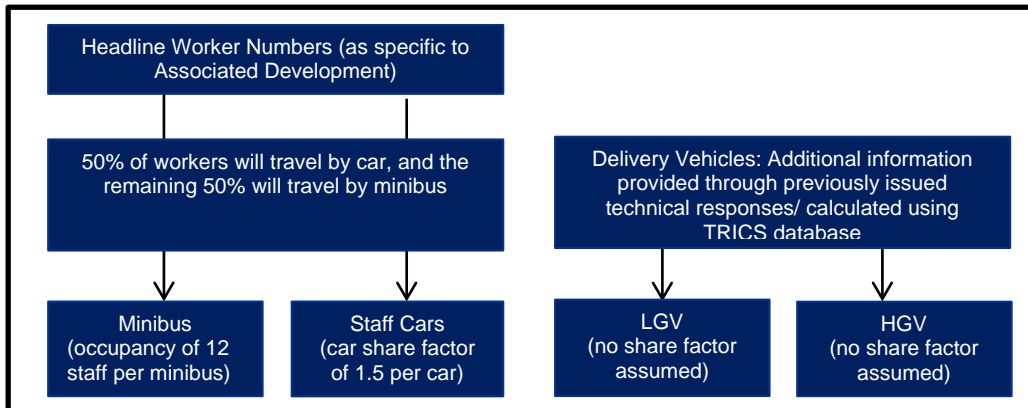 Headline Worker Numbers (as specific to
Associated Development)
50% of workers will travel by car, and the
remaining 50% will travel by minibus
Delivery Vehicles: Additional information
provided through previously issued
technical responses/ calculated using
TRICS database
Minibus
(occupancy of 12
staff per minibus)
Staff Cars
(car share factor
of 1.5 per car)
LGV
(no share factor
assumed)
HGV
(no share factor
assumed)